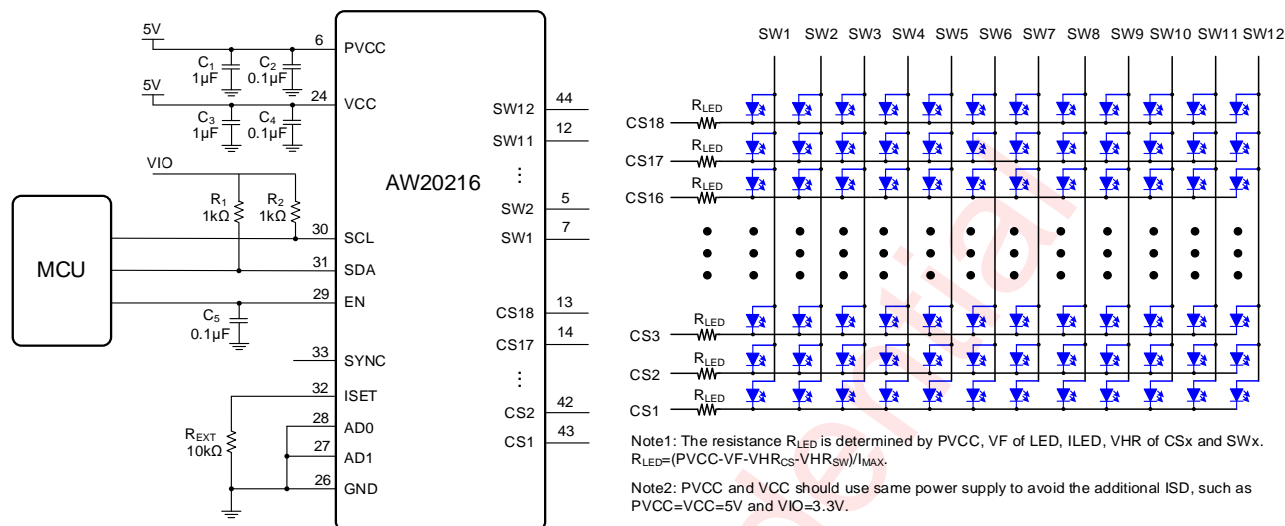 5V
6
PVCC
C1
1µF
C2
0.1µF
5V
24
VCC
C3
1µF
C4
0.1µF
VIO
R1
1kΩ
R2
1kΩ
MCU
30
SCL
31
SDA
29
EN
C5
0.1µF
33
SYNC
32
ISET
REXT
10kΩ
28
AD0
27
AD1
26
GND
AW20216
SW12
44
SW11
12
SW2
5
SW1
7
CS18
13
CS17
14
CS2
42
CS1
43
SW1 SW2 SW3 SW4 SW5 SW6 SW7 SW8 SW9 SW10 SW11 SW12
RLED
CS18
RLED
CS17
RLED
CS16
RLED
CS3
RLED
CS2
RLED
CS1
Note1: The resistance RLED is determined by PVCC, VF of LED, ILED, VHR of CSx and SWx.
RLED=(PVCC-VF-VHRCS-VHRSW)/IMAX.
Note2: PVCC and VCC should use same power supply to avoid the additional ISD, such as
PVCC=VCC=5V and VIO=3.3V.
dential